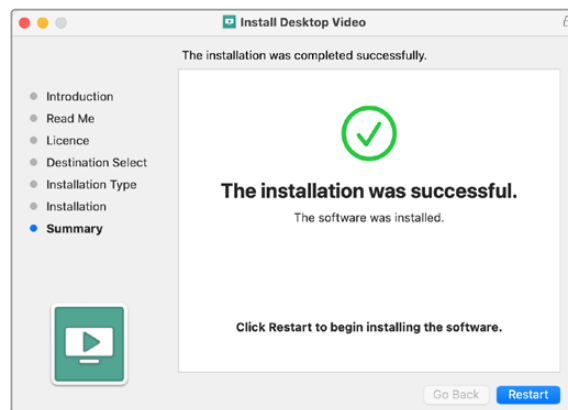 Install Desktop Video
The installation was completed successfully.
Introduction
Read Me
Licence
Destination Select
Installation Type
Installation
Summary
The installation was successful.
The software was installed.
Click Restart to begin installing the software.
Go Back
Restart